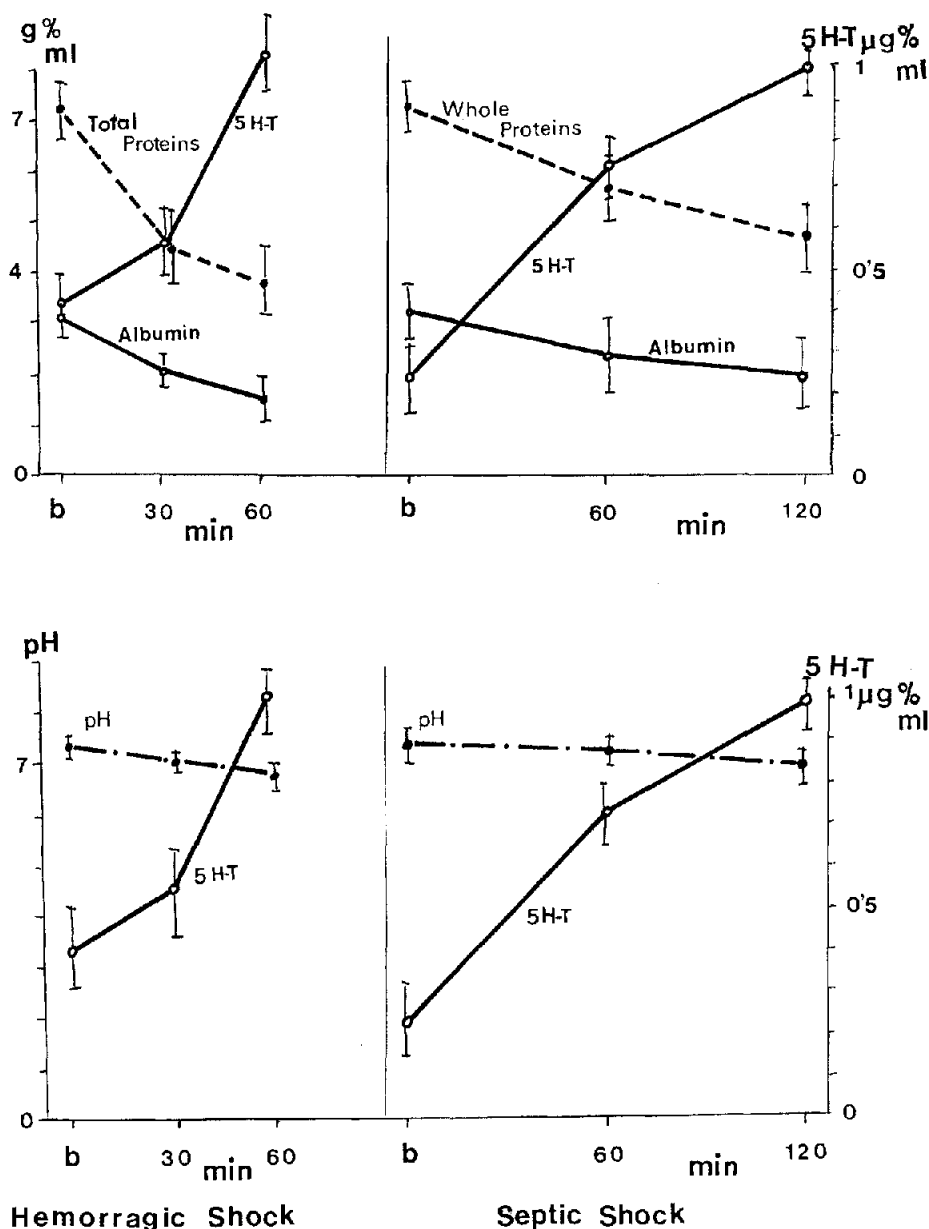 g%
ml
7
4
0
Total
Proteins
5 H-T
Albumin
b 30 60
min
5H-T µg%
ml
1
0'5
0
Whole
Proteins
5 H-T
Albumin
b 60 120
min
pH
7
0
pH
5 H-T
b 30 60
min
Hemorragic Shock
5 H-T
1 µg%
ml
0'5
0
pH
5H-T
b 60 120
min
Septic Shock